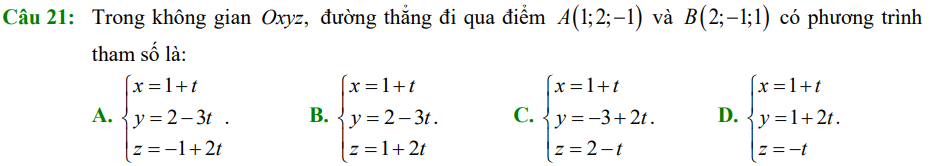 Câu 21: Trong không gian Oxyz, đường thẳng đi qua điểm A(1;2;−1) và B(2;−1;1) có phương trình
tham số là:
A. { x = 1 + t y = 2 − 3t z = −1 + 2t . B. { x = 1 + t y = 2 − 3t z = 1 + 2t . C. { x = 1 + t y = −3 + 2t z = 2 − t . D. { x = 1 + t y = 1 + 2t z = −t .